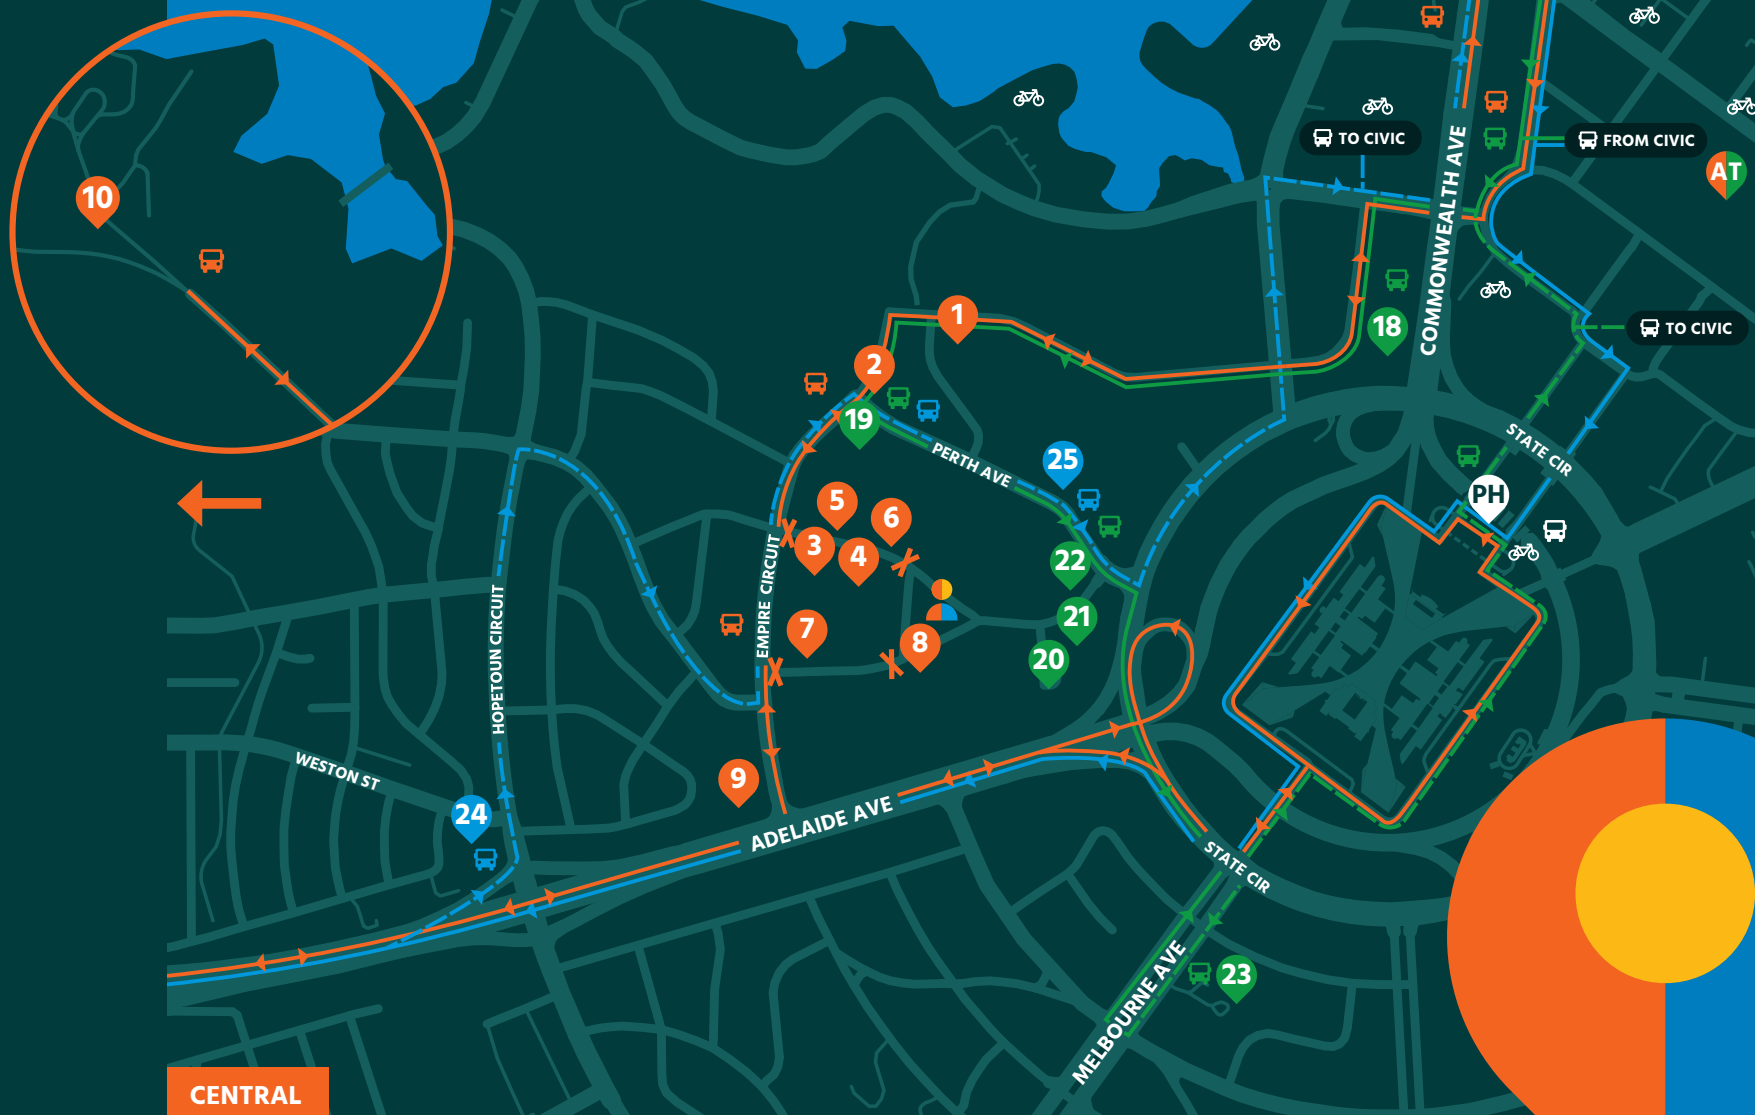 TO CIVIC
FROM CIVIC
AT
10
COMMONWEALTH AVE
1
18
TO CIVIC
2
19
PERTH AVE
25
STATE CIR
PH
5
6
3
4
22
EMPIRE CIRCUIT
HOPETOUN CIRCUIT
7
8
21
20
WESTON ST
9
24
ADELAIDE AVE
STATE CIR
MELBOURNE AVE
23
CENTRAL